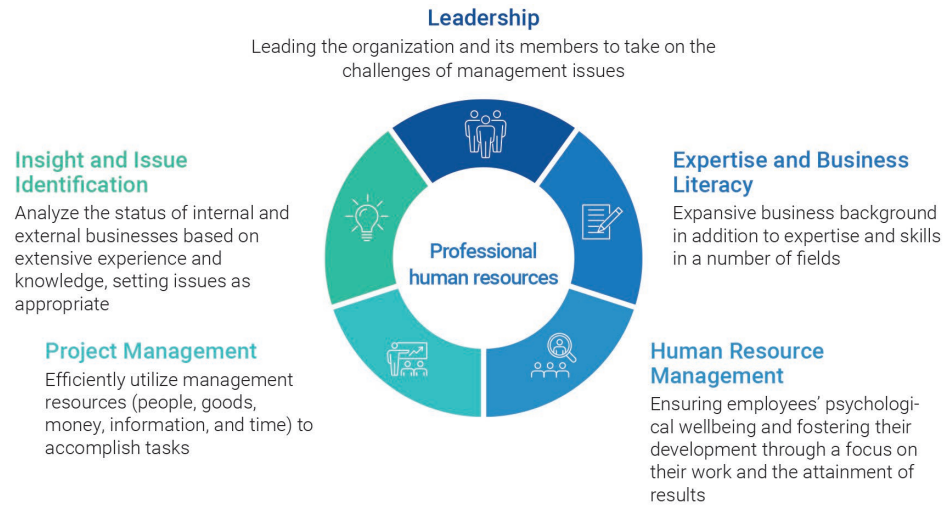 Leadership
Leading the organization and its members to take on the
challenges of management issues
Insight and Issue
Identification
Analyze the status of internal and
external businesses based on
extensive experience and
knowledge, setting issues as
appropriate
Expertise and Business
Literacy
Expansive business background
in addition to expertise and skills
in a number of fields
Professional
human resources
Project Management
Efficiently utilize management
resources (people, goods,
money, information, and time) to
accomplish tasks
Human Resource
Management
Ensuring employees’ psychologi-
cal wellbeing and fostering their
development through a focus on
their work and the attainment of
results